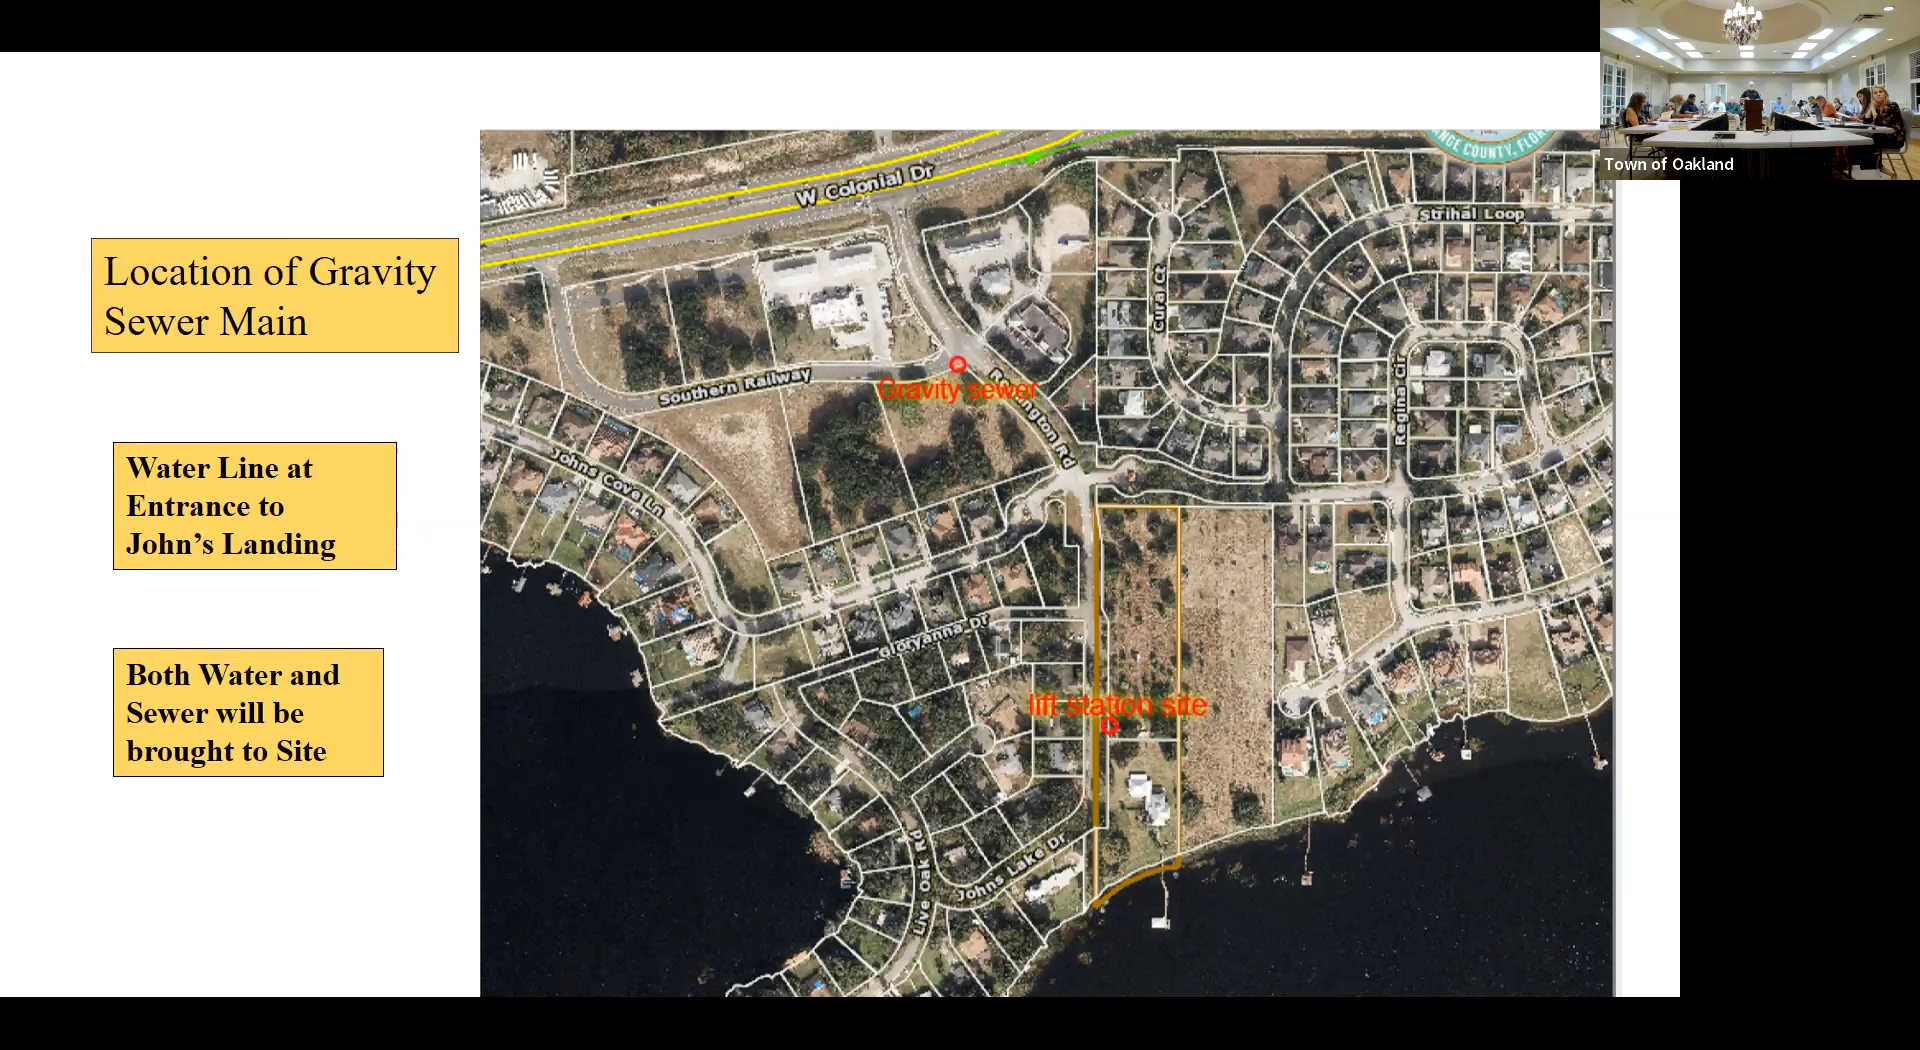 Location of Gravity
Sewer Main
Water Line at
Entrance to
John's Landing
Both Water and
Sewer will be
brought to Site
W Colonial Dr
Strihal Loop
Cura Ct
Southern Railway
Gravity sewer
Regina Cir
Johns Cove Ln
Gloryanna Dr
lift station site
Live Oak Rd
Johns Lake Dr
COUNTY,
Town of Oakland